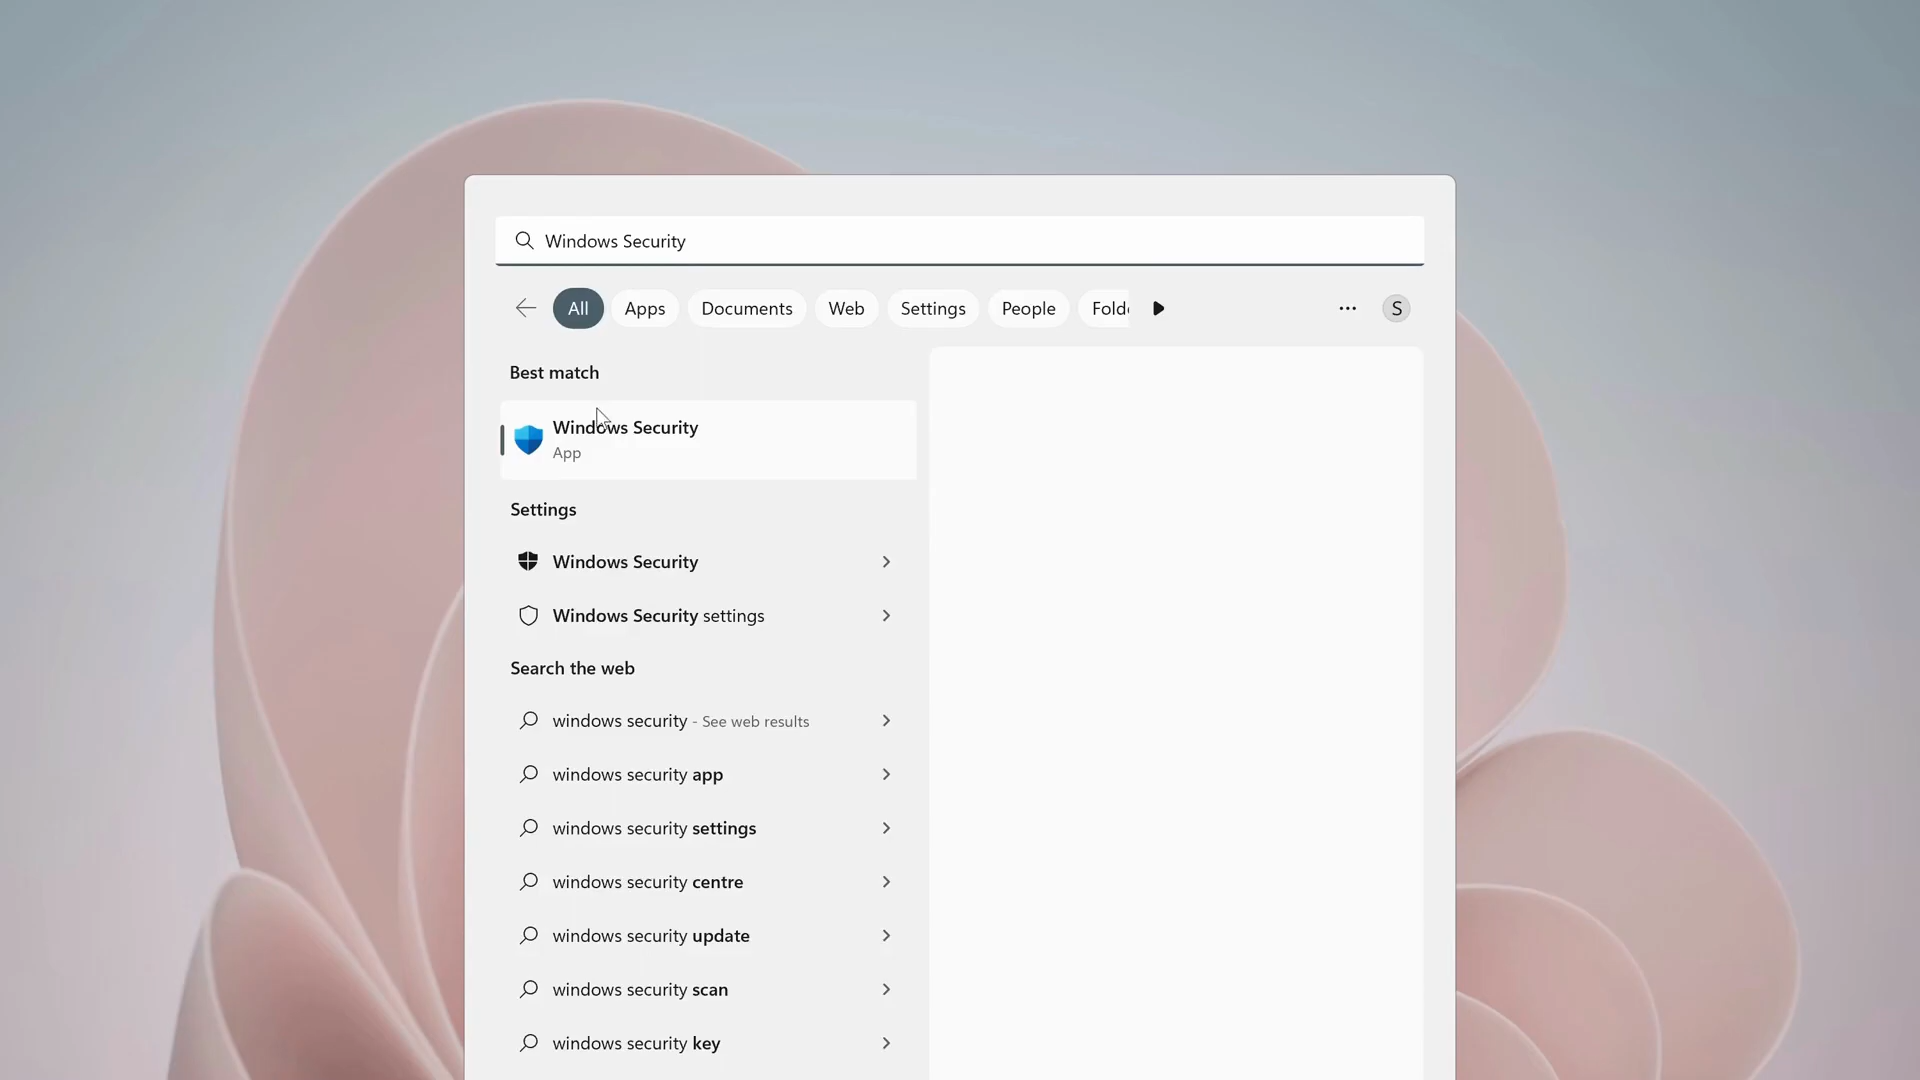 Windows Security
All Apps Documents Web Settings People S
Best match
Windows Security
App
Settings
Windows Security
Windows Security settings
Search the web
windows security - See web results
windows security app
windows security settings
windows security centre
windows security update
windows security scan
windows security key